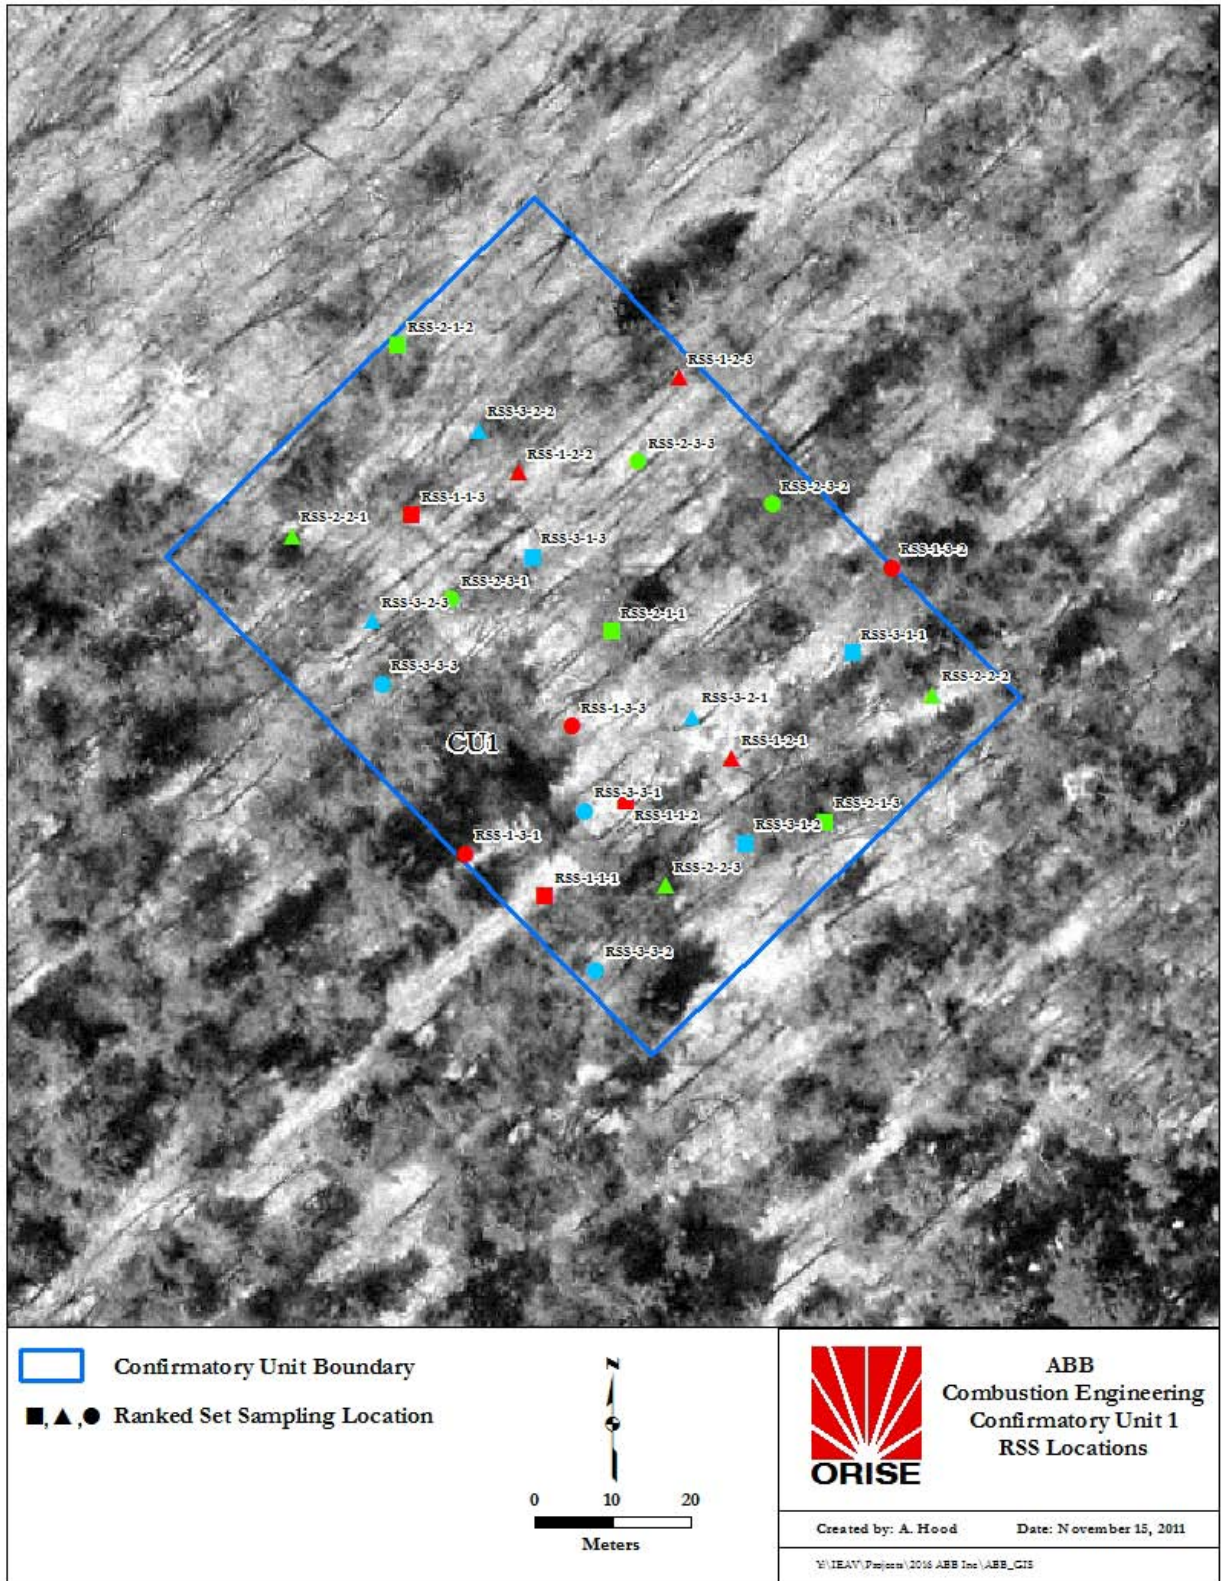 RSS-2-1-2
RSS-1-2-3
RSS-3-2-2
RSS-2-3-3
RSS-1-2-2
RSS-2-3-2
RSS-1-1-3
RSS-2-2-1
RSS-3-1-3
RSS-1-3-2
RSS-2-3-1
RSS-3-2-3
RSS-2-1-1
RSS-3-1-1
RSS-3-3-3
RSS-2-2-2
RSS-3-2-1
RSS-1-3-3
CU1
RSS-1-2-1
RSS-3-3-1
RSS-2-1-3
RSS-1-1-2
RSS-3-1-2
RSS-1-3-1
RSS-2-2-3
RSS-1-1-1
RSS-3-3-2
Confirmatory Unit Boundary
■, ▲, ● Ranked Set Sampling Location
N
0 10 20
Meters
ORISE
ABB
Combustion Engineering
Confirmatory Unit 1
RSS Locations
Created by: A. Hood Date: November 15, 2011
Y:\IEAV\Projects\2016 ABB Inc\ABB_GIS